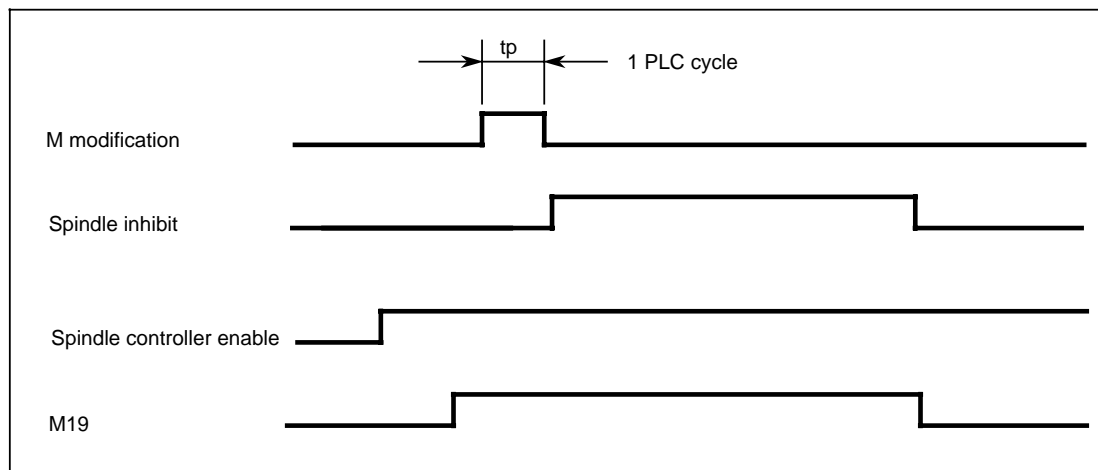 tp
1 PLC cycle
M modification
Spindle inhibit
Spindle controller enable
M19